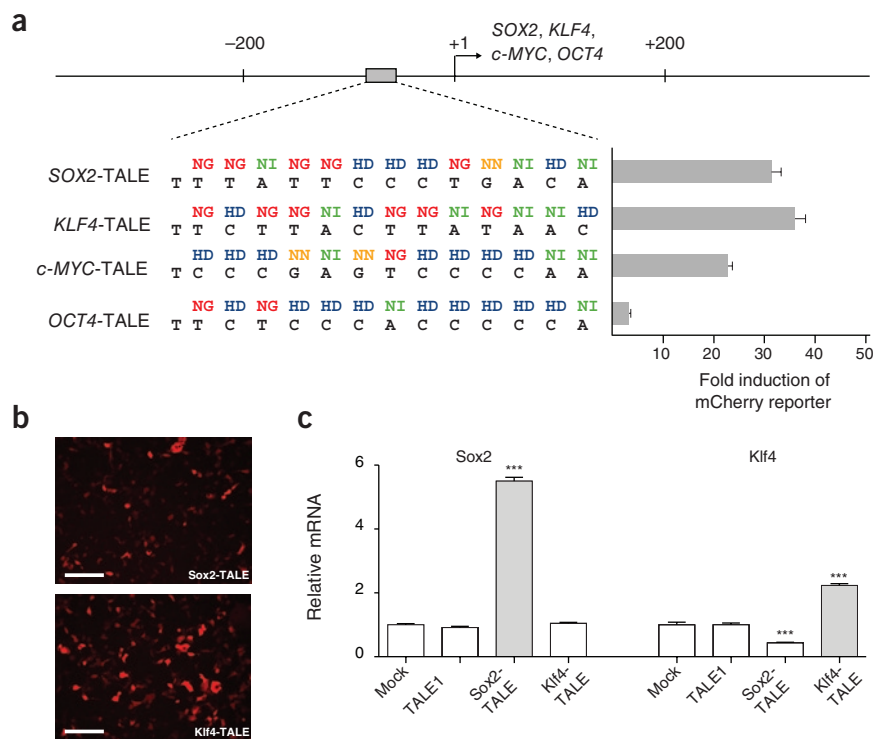 a
SOX2, KLF4,
c-MYC, OCT4
–200
+1
+200
NG NG NI NG NG HD HD HD NG NN NI HD NI
SOX2-TALE
T T T A T T C C C T G A C A
NG HD NG NG NI HD NG NG NI NG NI NI HD
KLF4-TALE
T T C T T A C T T A T A A C
HD HD HD NN NI NN NG HD HD HD HD NI NI
c-MYC-TALE
T C C C G A G T C C C C A A
NG HD NG HD HD HD NI HD HD HD HD HD NI
OCT4-TALE
T T C T C C C A C C C C C A
10 20 30 40 50
Fold induction of
mCherry reporter
b
Sox2-TALE
Klf4-TALE
c
Sox2
Klf4
Relative mRNA
6
4
2
0
***
***
***
Mock
TALE1
Sox2-
TALE
Klf4-
TALE
Mock
TALE1
Sox2-
TALE
Klf4-
TALE